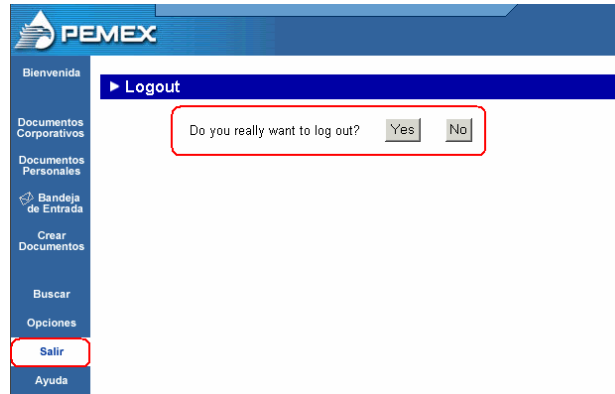 PEMEX
Bienvenida
Logout
Do you really want to log out? Yes No
Documentos
Corporativos
Documentos
Personales
Bandeja
de Entrada
Crear
Documentos
Buscar
Opciones
Salir
Ayuda